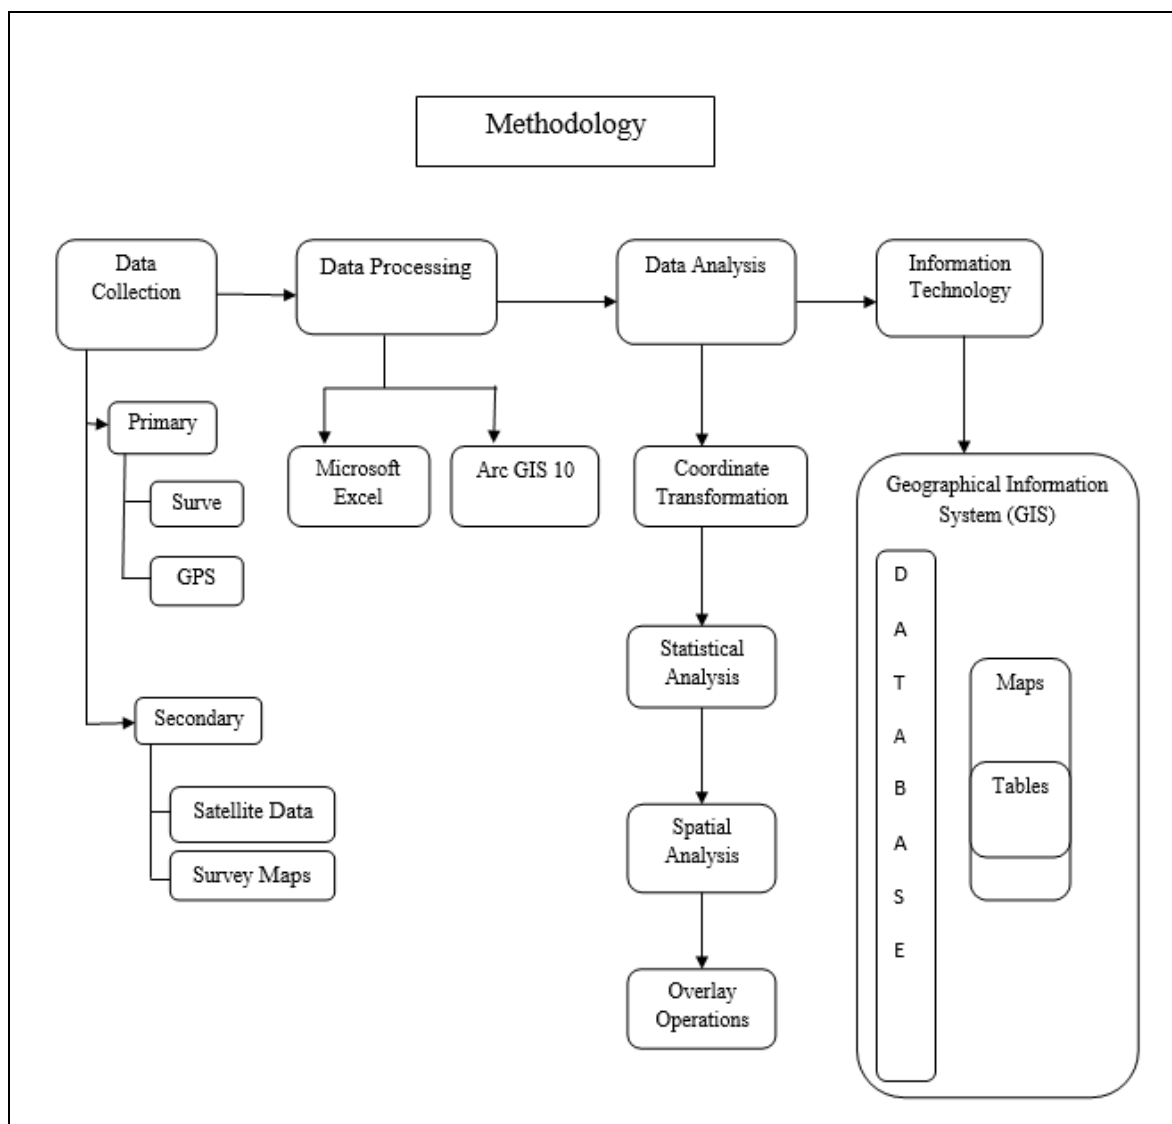 Methodology
Data
Collection
Data Processing
Data Analysis
Information
Technology
Primary
Surve
GPS
Secondary
Satellite Data
Survey Maps
Microsoft
Excel
Arc GIS 10
Coordinate
Transformation
Statistical
Analysis
Spatial
Analysis
Overlay
Operations
Geographical Information
System (GIS)
D
A
T
A
B
A
S
E
Maps
Tables